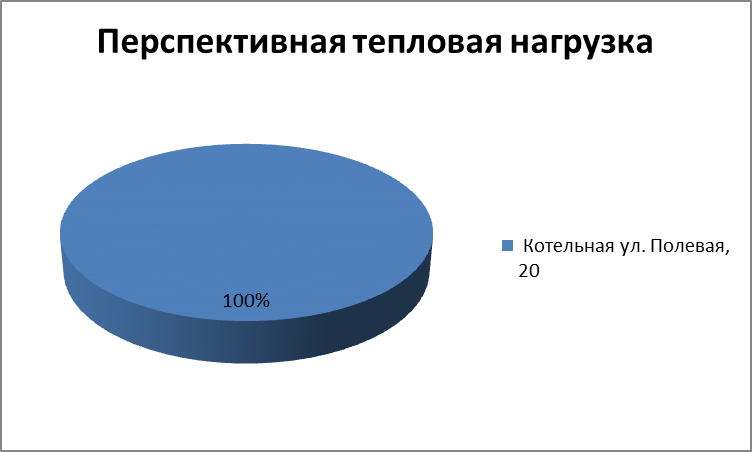 Перспективная тепловая нагрузка
100%
Котельная ул. Полевая,
20